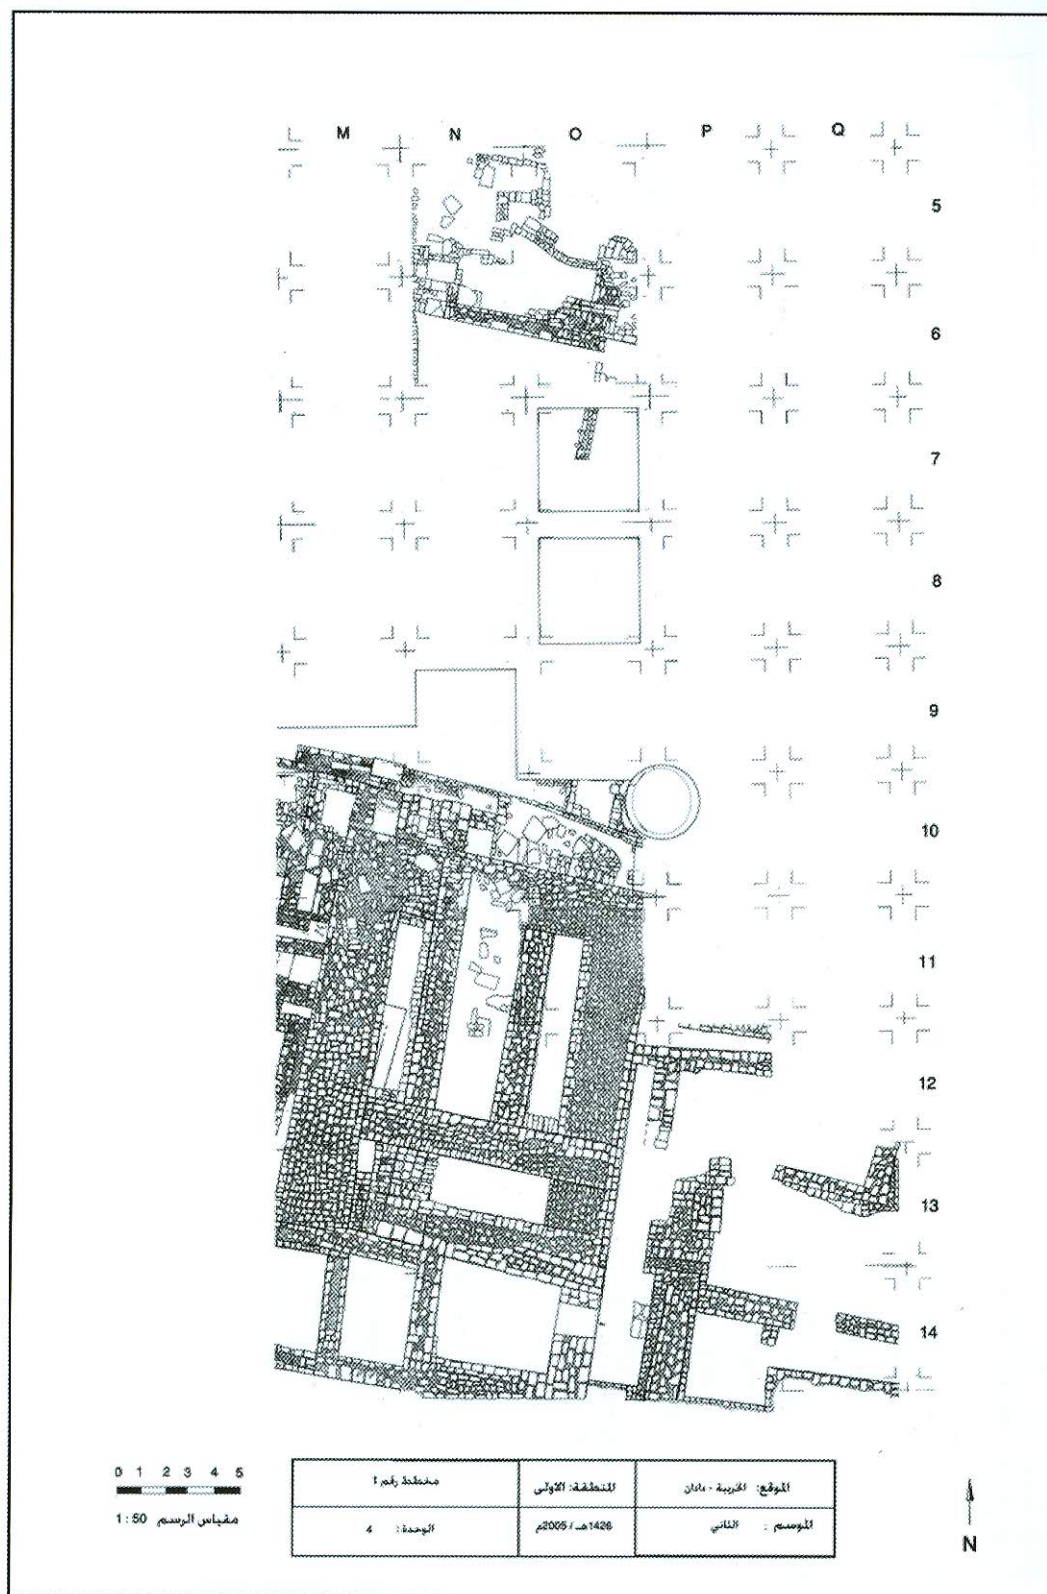 M N O P Q
5
6
7
8
9
10
11
12
13
14
0 1 2 3 4 5
مقياس الرسم 1 : 50
الموقع: الخريبة - دادان
المنطقة: الأولى
مخطط رقم 1
الموسم : الثاني
1426هـ / 2005م
الوحدة: 4
N